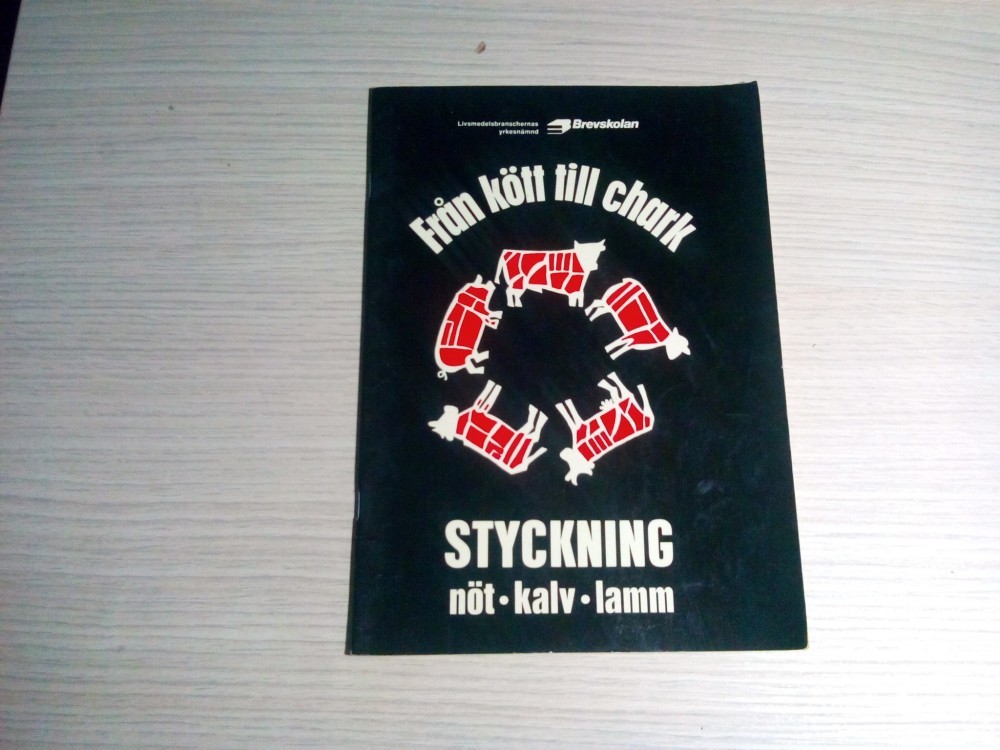 Livsmedelsbranschernas
yrkesnämnd
Brevskolan
Från kött till chark
STYCKNING
nöt • kalv • lamm